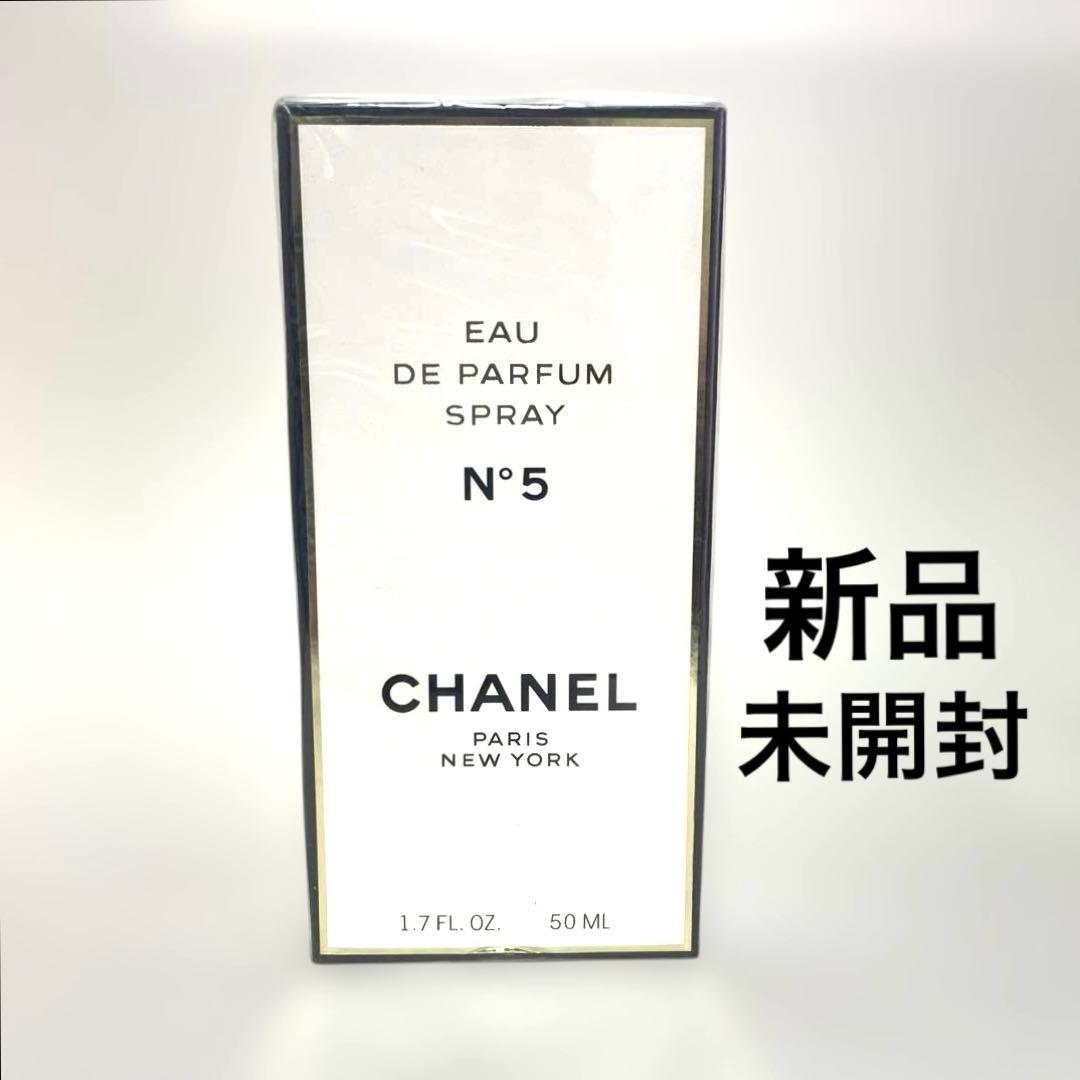 EAU
DE PARFUM
SPRAY
N°5
CHANEL
PARIS
NEW YORK
1.7 FL. OZ. 50 ML
新品
未開封